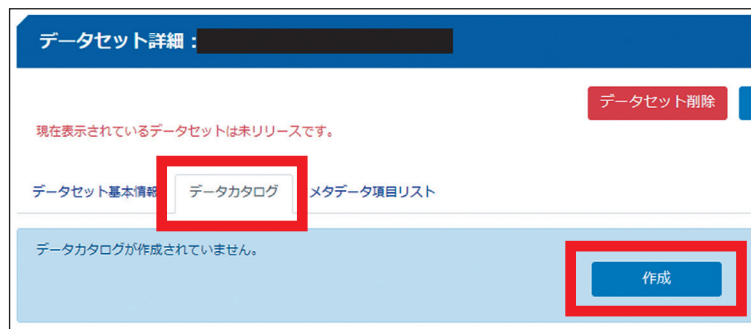 データセット詳細：
データセット削除
現在表示されているデータセットは未リリースです。
データセット基本情報 データカタログ メタデータ項目リスト
データカタログが作成されていません。
作成